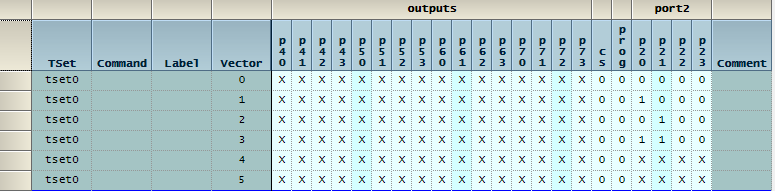 outputs port2
TSet Command Label Vector p40 p41 p42 p43 p50 p51 p52 p53 p60 p61 p62 p63 p70 p71 p72 p73 cs prog p20 p21 p22 p23 Comment
tset0 0 X X X X X X X X X X X X X X X X 0 0 0 0 0 0
tset0 1 X X X X X X X X X X X X X X X X 0 0 1 0 0 0
tset0 2 X X X X X X X X X X X X X X X X 0 0 0 1 0 0
tset0 3 X X X X X X X X X X X X X X X X 0 0 1 1 0 0
tset0 4 X X X X X X X X X X X X X X X X 0 0 X X X X
tset0 5 X X X X X X X X X X X X X X X X 0 0 X X X X